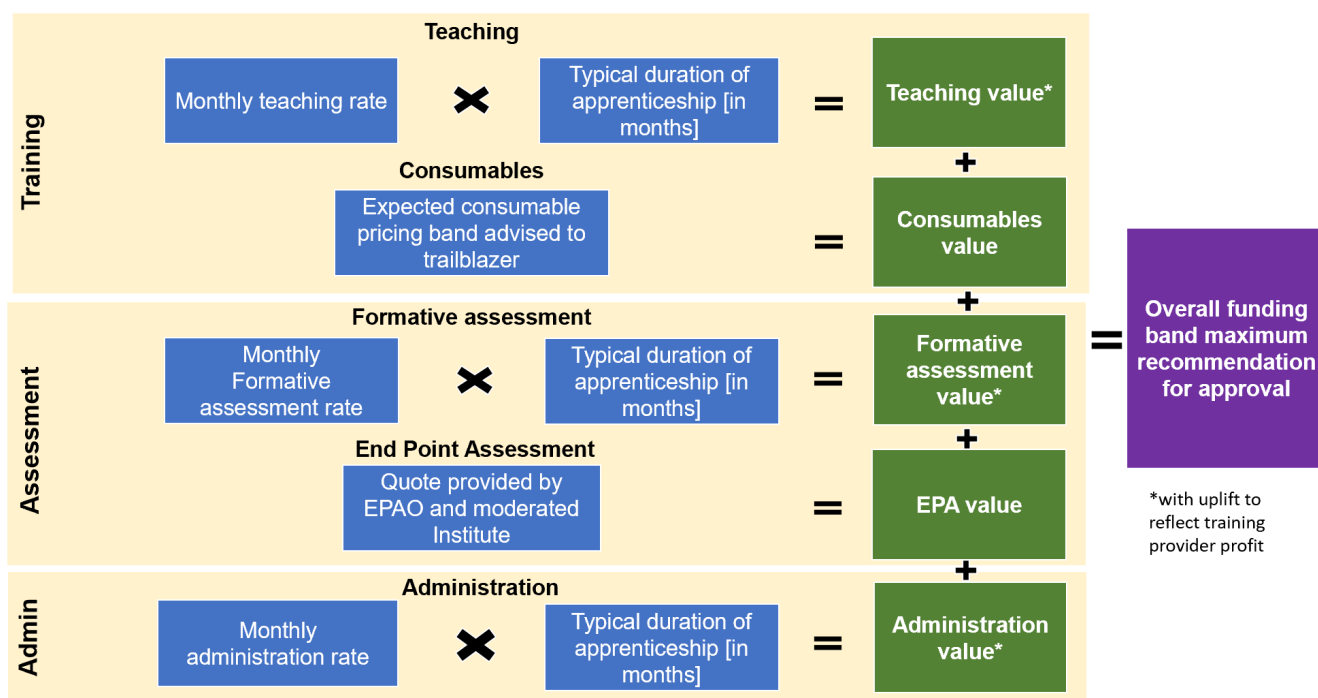 Training
Teaching
Monthly teaching rate
×
Typical duration of
apprenticeship [in
months]
=
Teaching value*
+
Consumables
Expected consumable
pricing band advised to
trailblazer
=
Consumables
value
+
Assessment
Formative assessment
Monthly
Formative
assessment rate
×
Typical duration of
apprenticeship [in
months]
=
Formative
assessment
value*
+
End Point Assessment
Quote provided by
EPAO and moderated
Institute
=
EPA value
+
Admin
Administration
Monthly
administration rate
×
Typical duration of
apprenticeship [in
months]
=
Administration
value*
=
Overall funding
band maximum
recommendation
for approval
*with uplift to
reflect training
provider profit